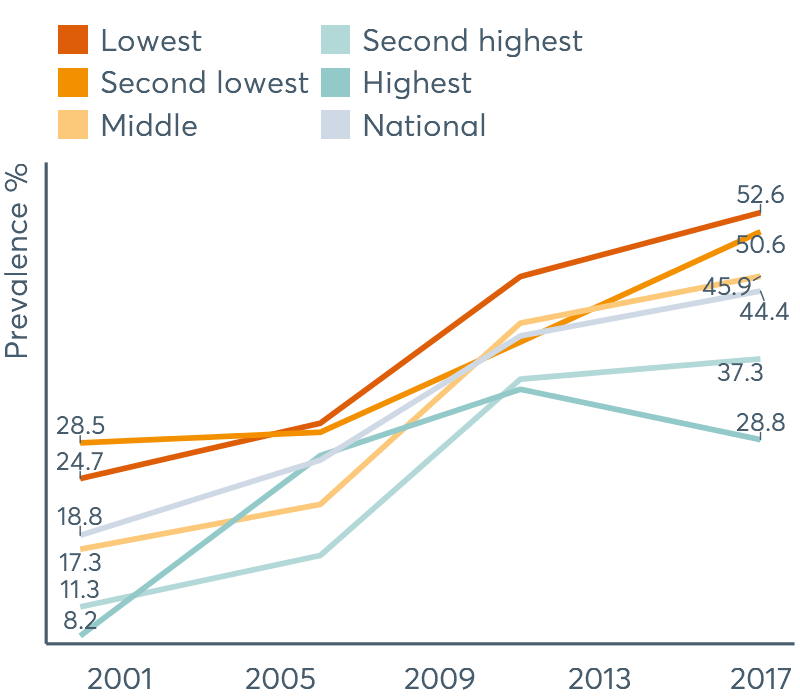 Lowest
Second lowest
Middle
Second highest
Highest
National
Prevalence %
52.6
50.6
45.9
44.4
37.3
28.8
28.5
24.7
18.8
17.3
11.3
8.2
2001 2005 2009 2013 2017